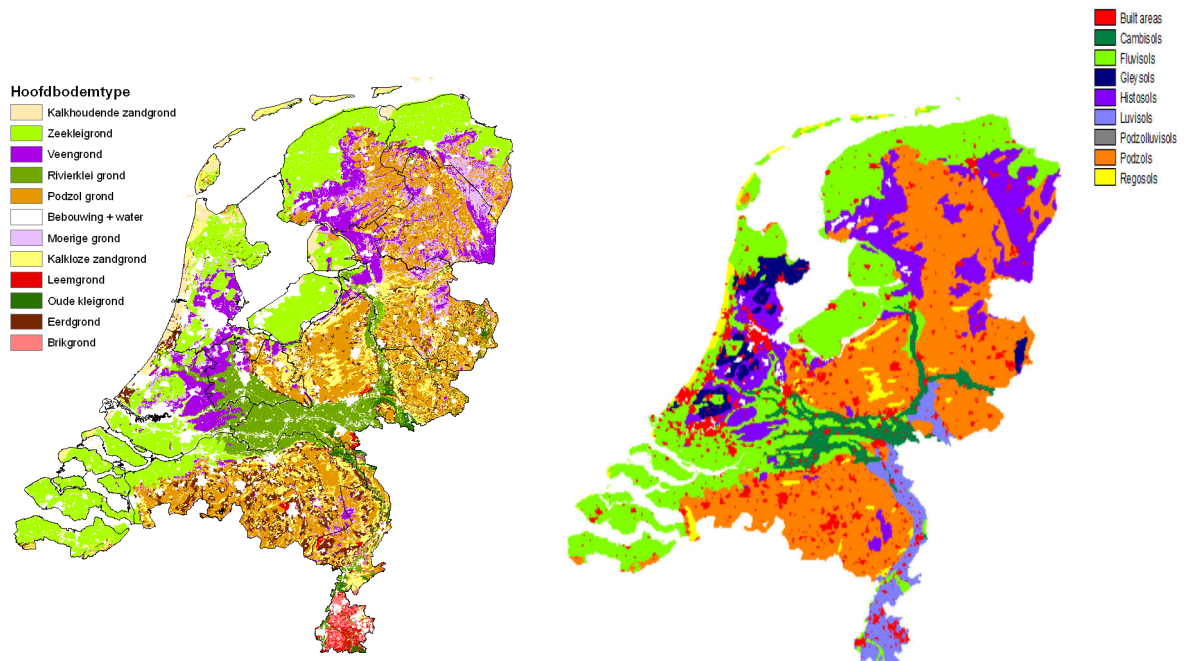 Hoofdbodemtype
Kalkhoudende zandgrond
Zeekleigrond
Veengrond
Rivierklei grond
Podzol grond
Bebouwing + water
Moerige grond
Kalkloze zandgrond
Leemgrond
Oude kleigrond
Eerdgrond
Brikgrond
Built areas
Cambisols
Fluvisols
Gleysols
Histosols
Luvisols
Podzolluvisols
Podzols
Regosols